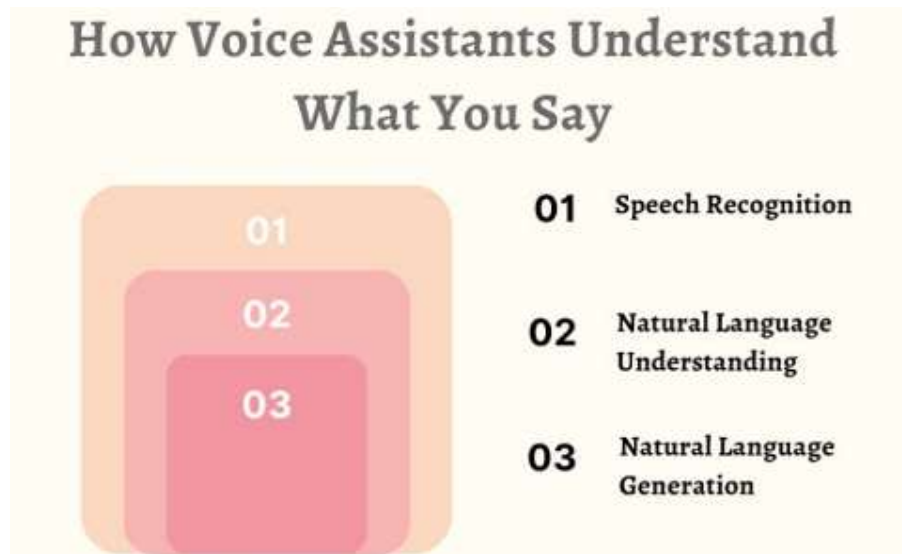 How Voice Assistants Understand
What You Say
01
02
03
01 Speech Recognition
02 Natural Language
Understanding
03 Natural Language
Generation